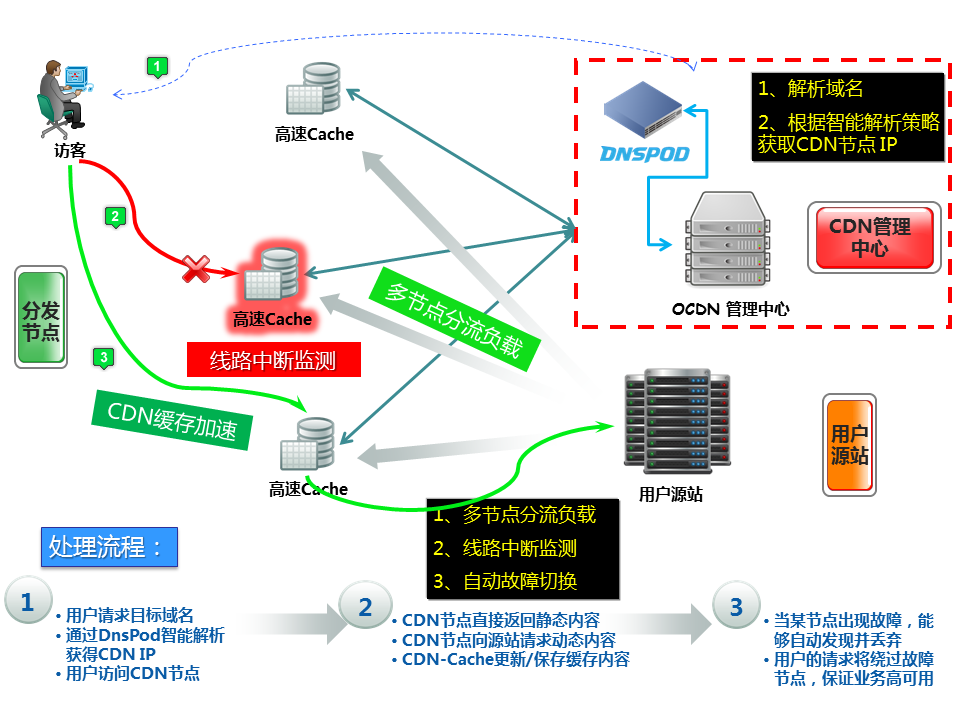 1
访客
高速Cache
DNSPOD
1、解析域名
2、根据智能解析策略
获取CDN节点 IP
2
CDN管理
中心
高速Cache
OCDN 管理中心
分发
节点
多节点分流负载
线路中断监测
3
CDN缓存加速
用户
源站
高速Cache
用户源站
1、多节点分流负载
2、线路中断监测
3、自动故障切换
处理流程：
1
• 用户请求目标域名
• 通过DnsPod智能解析
获得CDN IP
• 用户访问CDN节点
2
• CDN节点直接返回静态内容
• CDN节点向源站请求动态内容
• CDN-Cache更新/保存缓存内容
3
• 当某节点出现故障，能
够自动发现并丢弃
• 用户的请求将绕过故障
节点，保证业务高可用